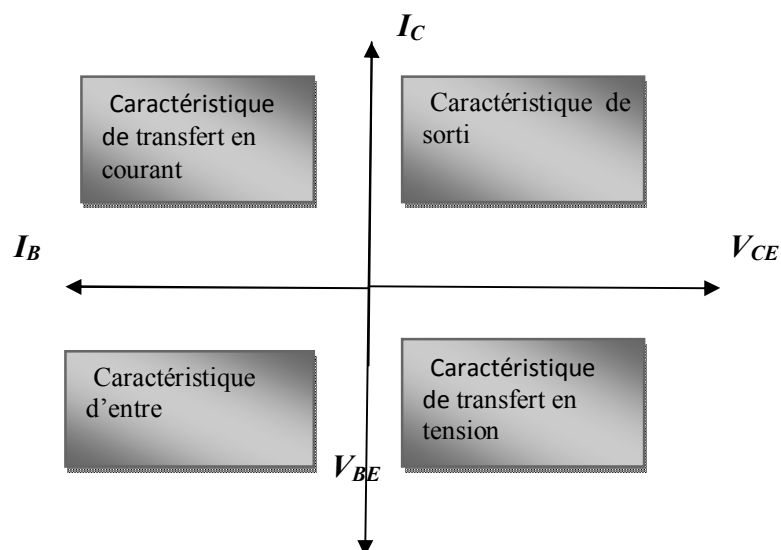 I_C
Caractéristique
de transfert en
courant
Caractéristique de
sorti
I_B
V_CE
Caractéristique
d’entre
Caractéristique
de transfert en
tension
V_BE